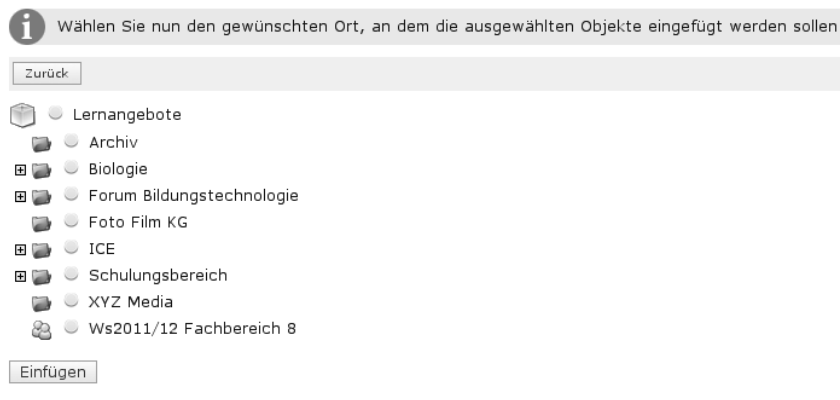 Wählen Sie nun den gewünschten Ort, an dem die ausgewählten Objekte eingefügt werden sollen
Zurück
Lernangebote
Archiv
Biologie
Forum Bildungstechnologie
Foto Film KG
ICE
Schulungsbereich
XYZ Media
Ws2011/12 Fachbereich 8
Einfügen